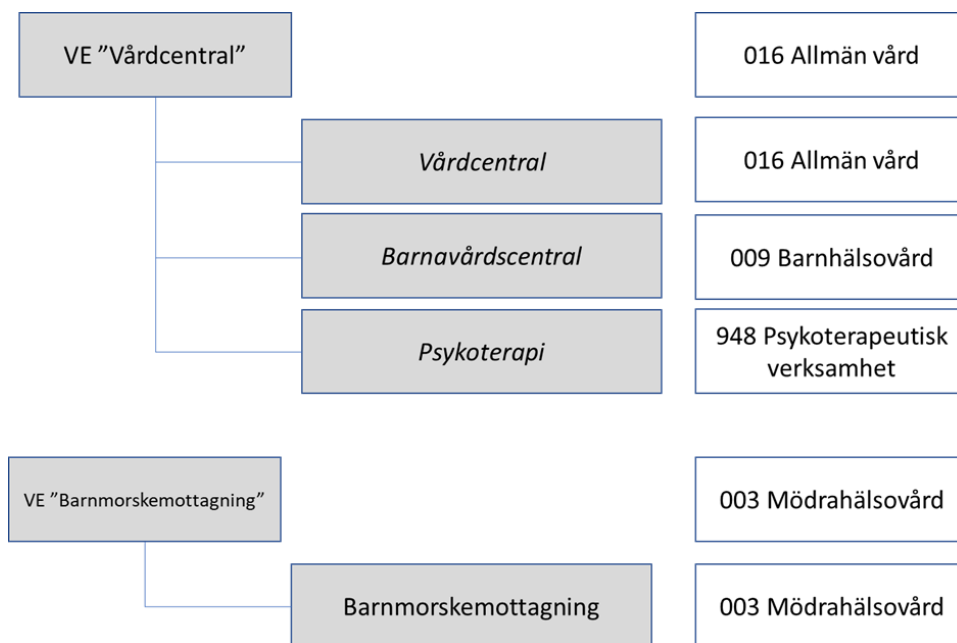 VE ”Vårdcentral”
016 Allmän vård
Vårdcentral
016 Allmän vård
Barnavårdscentral
009 Barnhälsovård
Psykoterapi
948 Psykoterapeutisk
verksamhet
VE ”Barnmorskemottagning”
003 Mödrahälsovård
Barnmorskemottagning
003 Mödrahälsovård